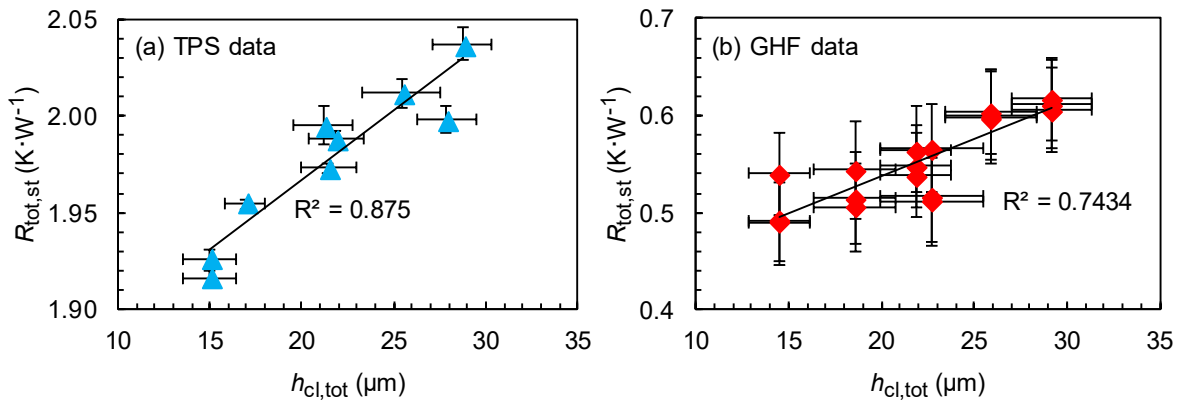 (a) TPS data
R² = 0.875
2.05
2.00
1.95
1.90
10 15 20 25 30 35
R_tot,st (K·W⁻¹)
h_cl,tot (µm)
(b) GHF data
R² = 0.7434
0.7
0.6
0.5
0.4
10 15 20 25 30 35
R_tot,st (K·W⁻¹)
h_cl,tot (µm)